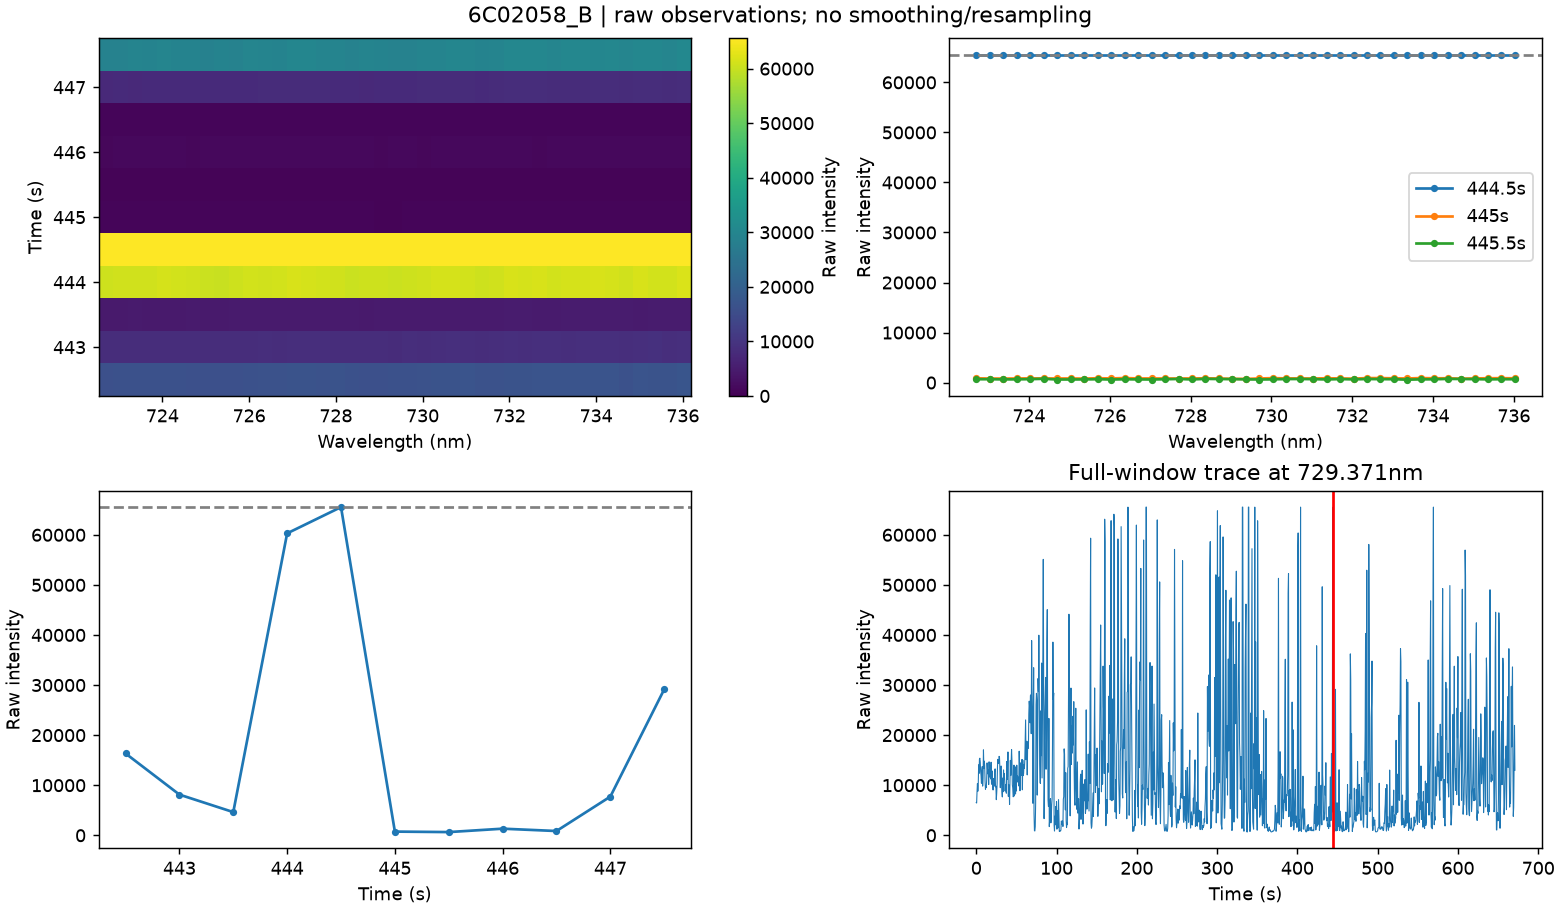 6C02058_B | raw observations; no smoothing/resampling
447
446
445
444
443
Time (s)
724 726 728 730 732 734 736
Wavelength (nm)
60000
50000
40000
30000
20000
10000
0
Raw intensity
60000
50000
40000
30000
20000
10000
0
Raw intensity
444.5s
445s
445.5s
724 726 728 730 732 734 736
Wavelength (nm)
60000
50000
40000
30000
20000
10000
0
Raw intensity
443 444 445 446 447
Time (s)
Full-window trace at 729.371nm
60000
50000
40000
30000
20000
10000
0
Raw intensity
0 100 200 300 400 500 600 700
Time (s)